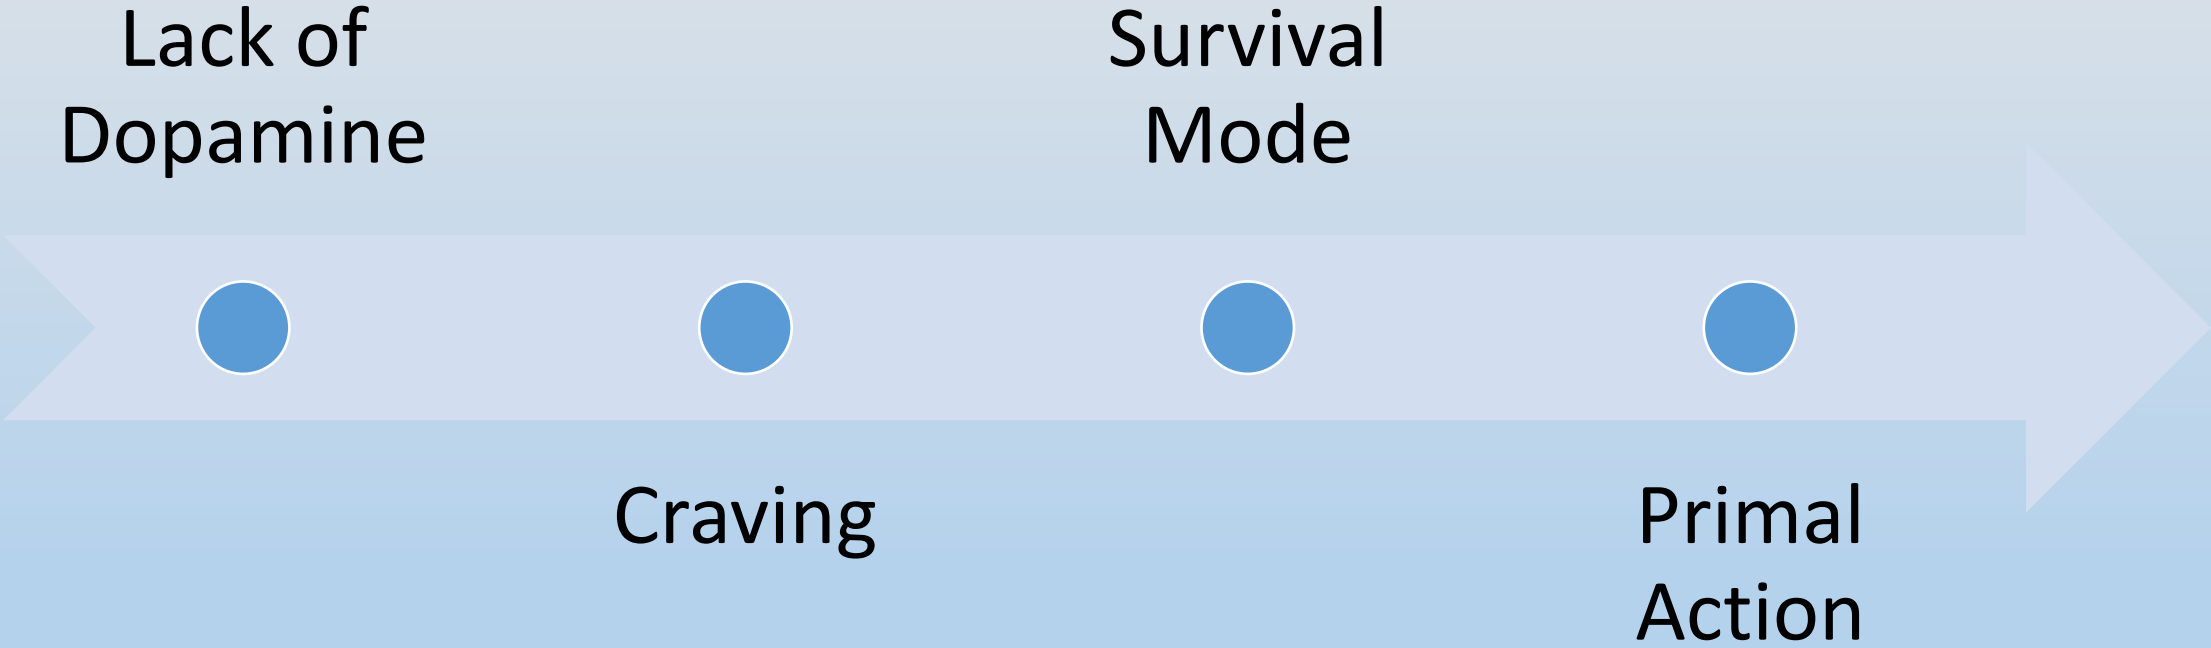 Lack of
Dopamine
Craving
Survival
Mode
Primal
Action